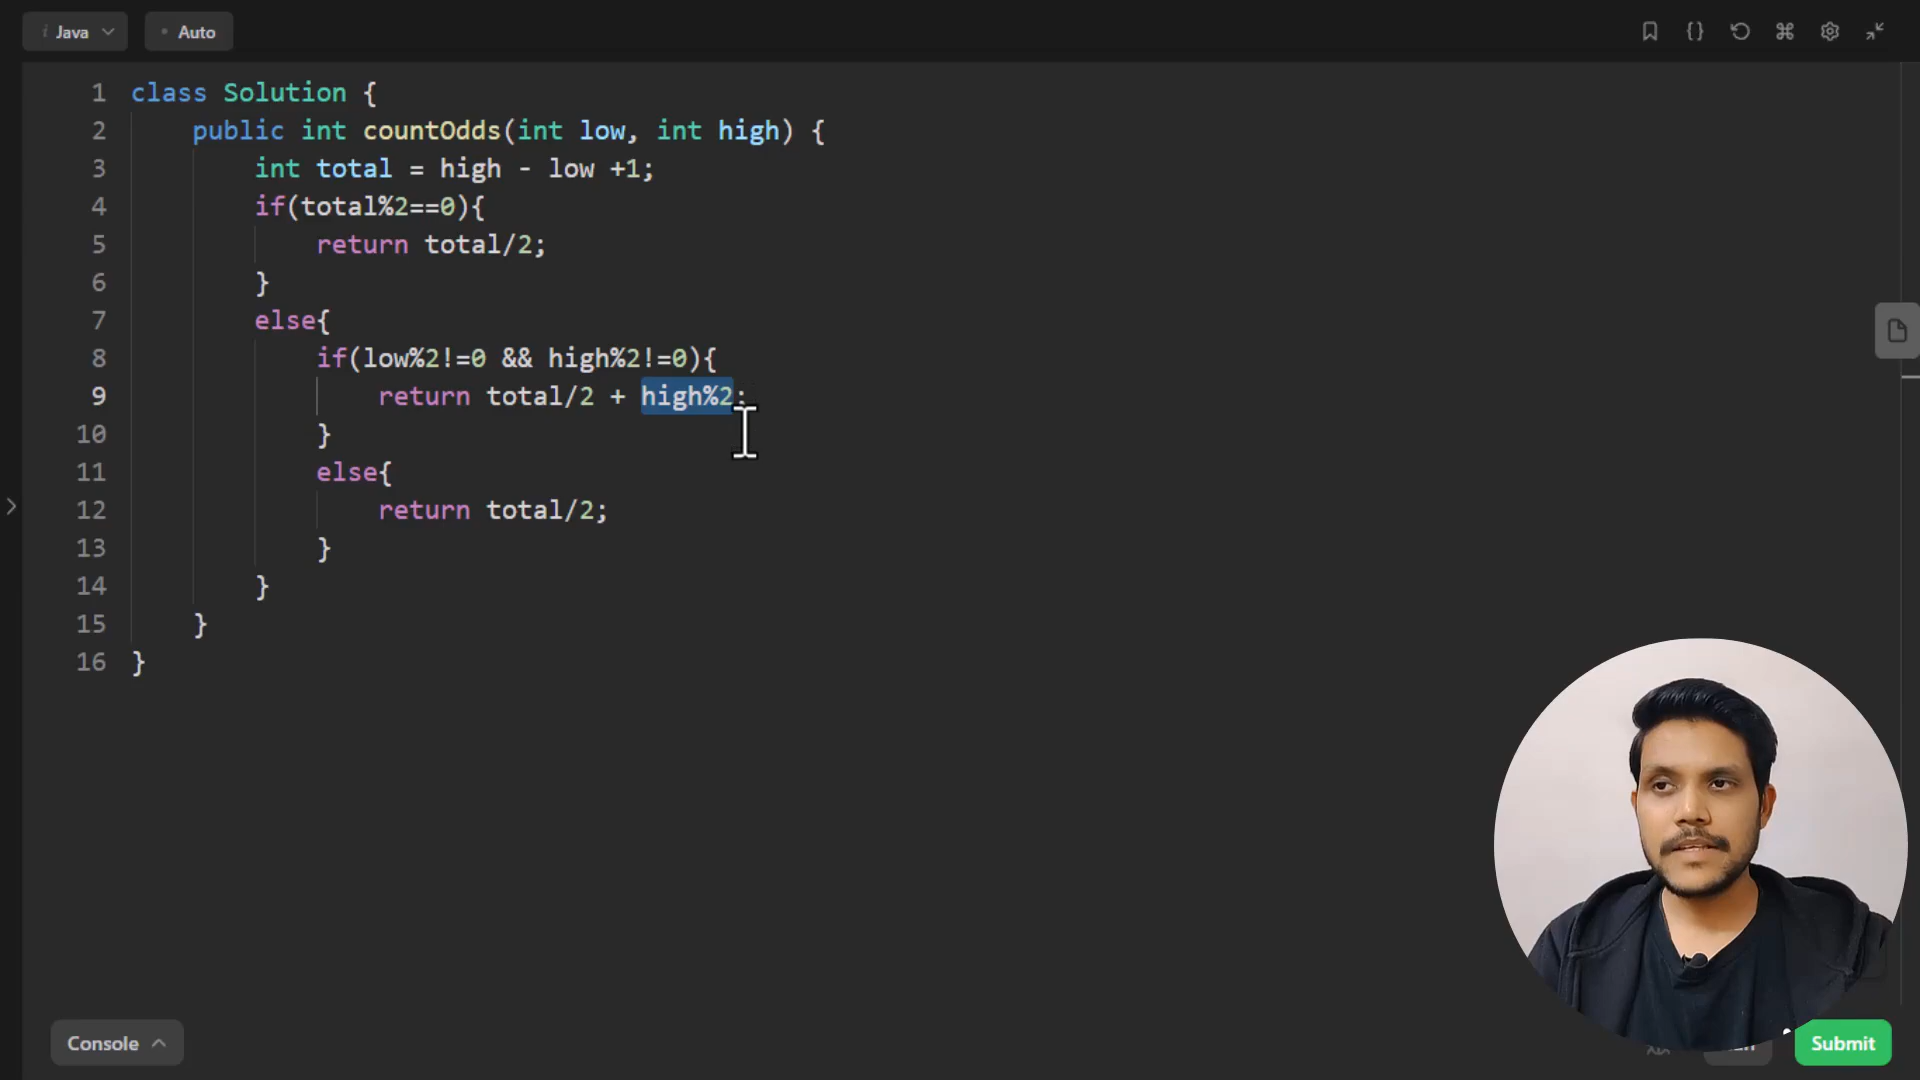 Java
Auto
1 class Solution {
2 public int countOdds(int low, int high) {
3 int total = high - low +1;
4 if(total%2==0){
5 return total/2;
6 }
7 else{
8 if(low%2!=0 && high%2!=0){
9 return total/2 + high%2;
10 }
11 else{
12 return total/2;
13 }
14 }
15 }
16 }
Console
Submit